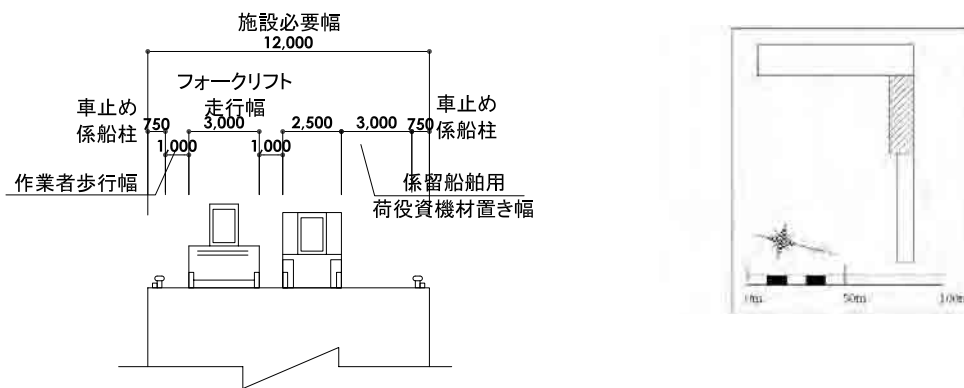 施設必要幅
12,000
フォークリフト
走行幅
車止め
係船柱
750
3,000
2,500
3,000
750
車止め
係船柱
1,000
1,000
作業者歩行幅
係留船舶用
荷役資機材置き幅
0m
50m
100m